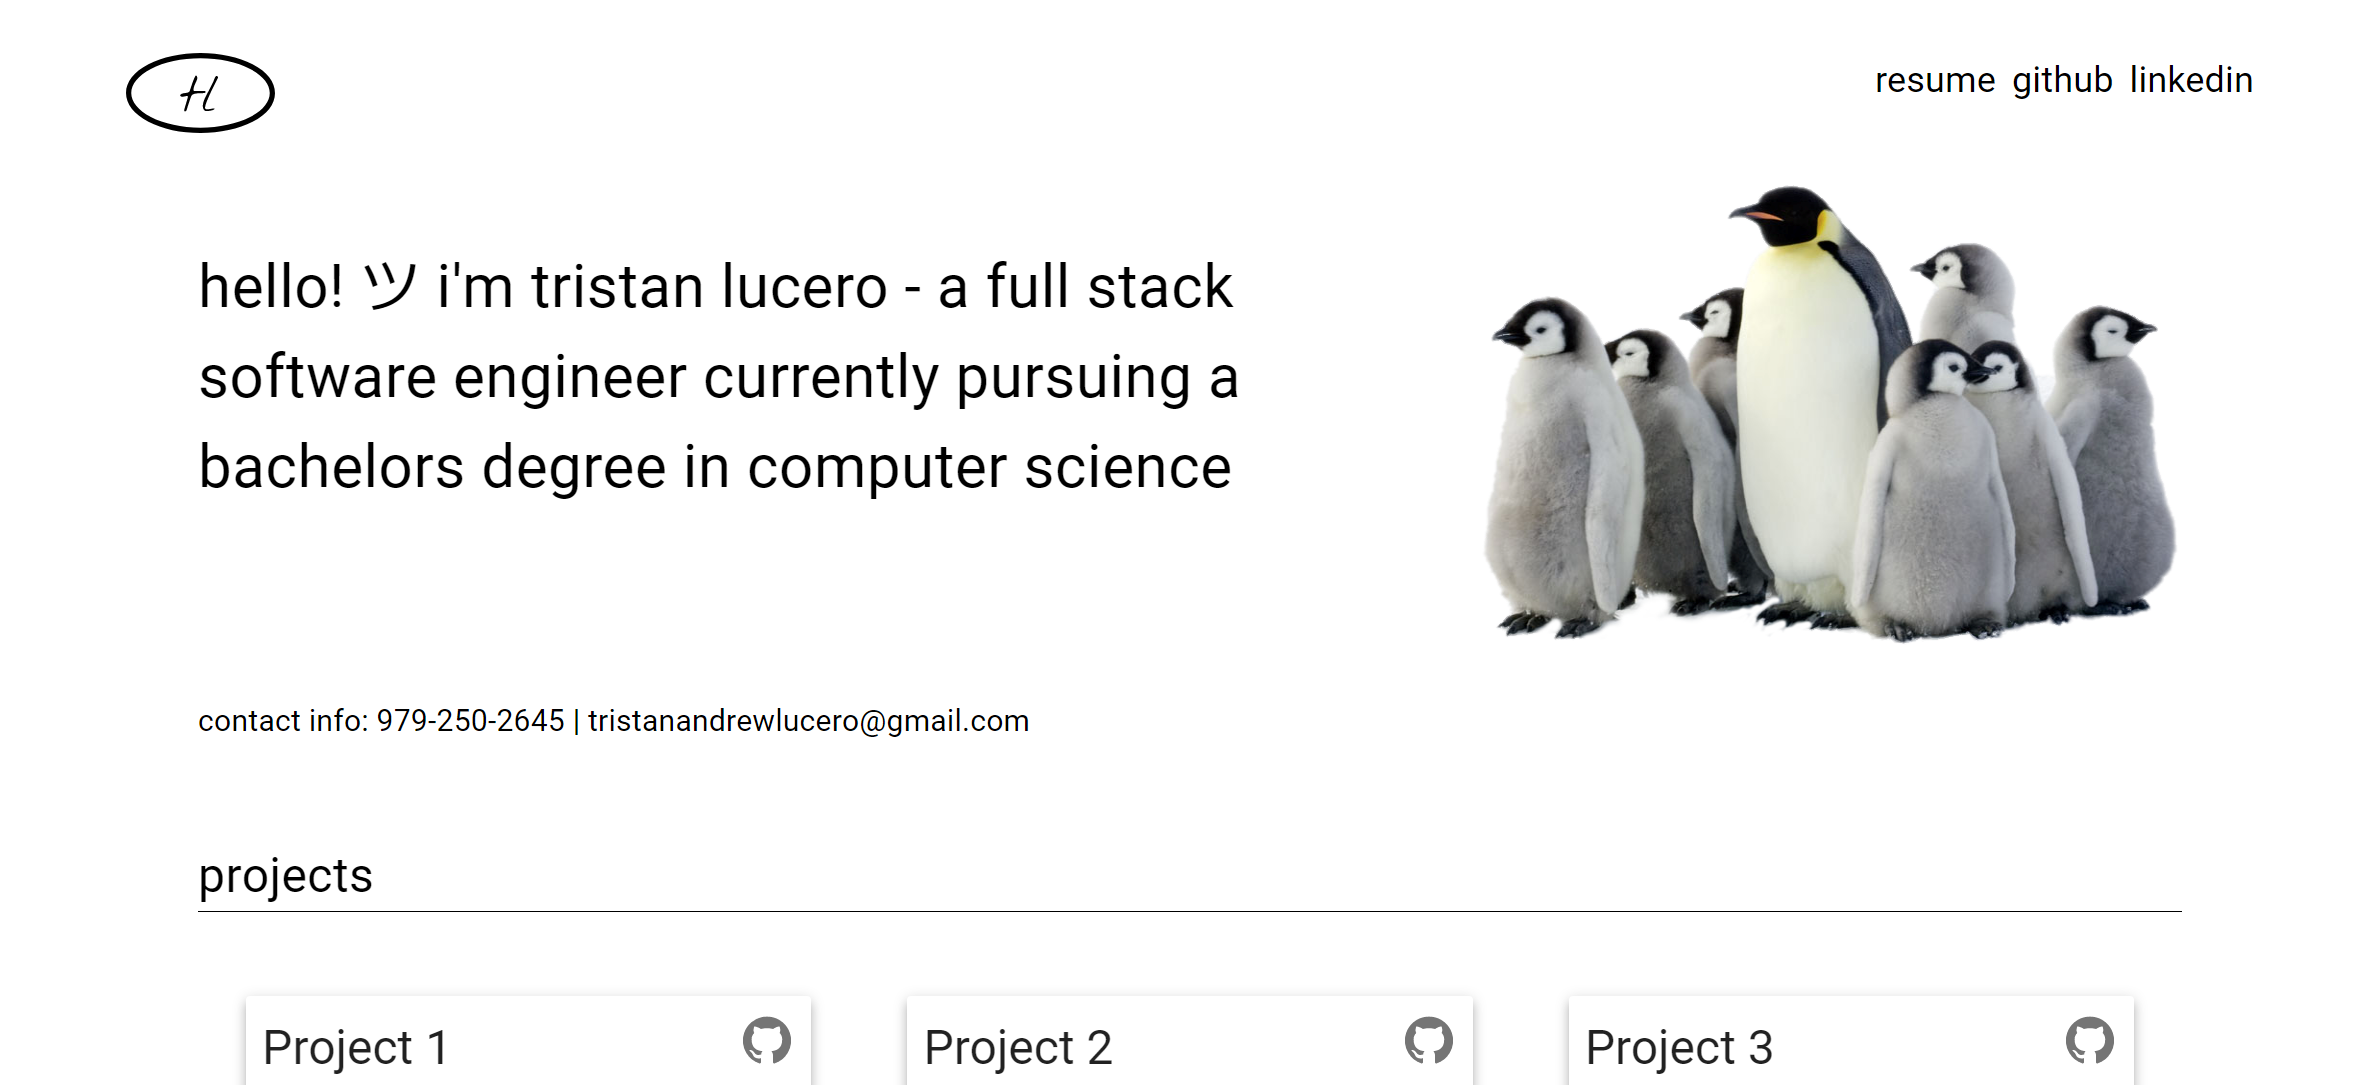 resume github linkedin
hello! ツ i'm tristan lucero - a full stack
software engineer currently pursuing a
bachelors degree in computer science
contact info: 979-250-2645 | tristanandrewlucero@gmail.com
projects
Project 1
Project 2
Project 3